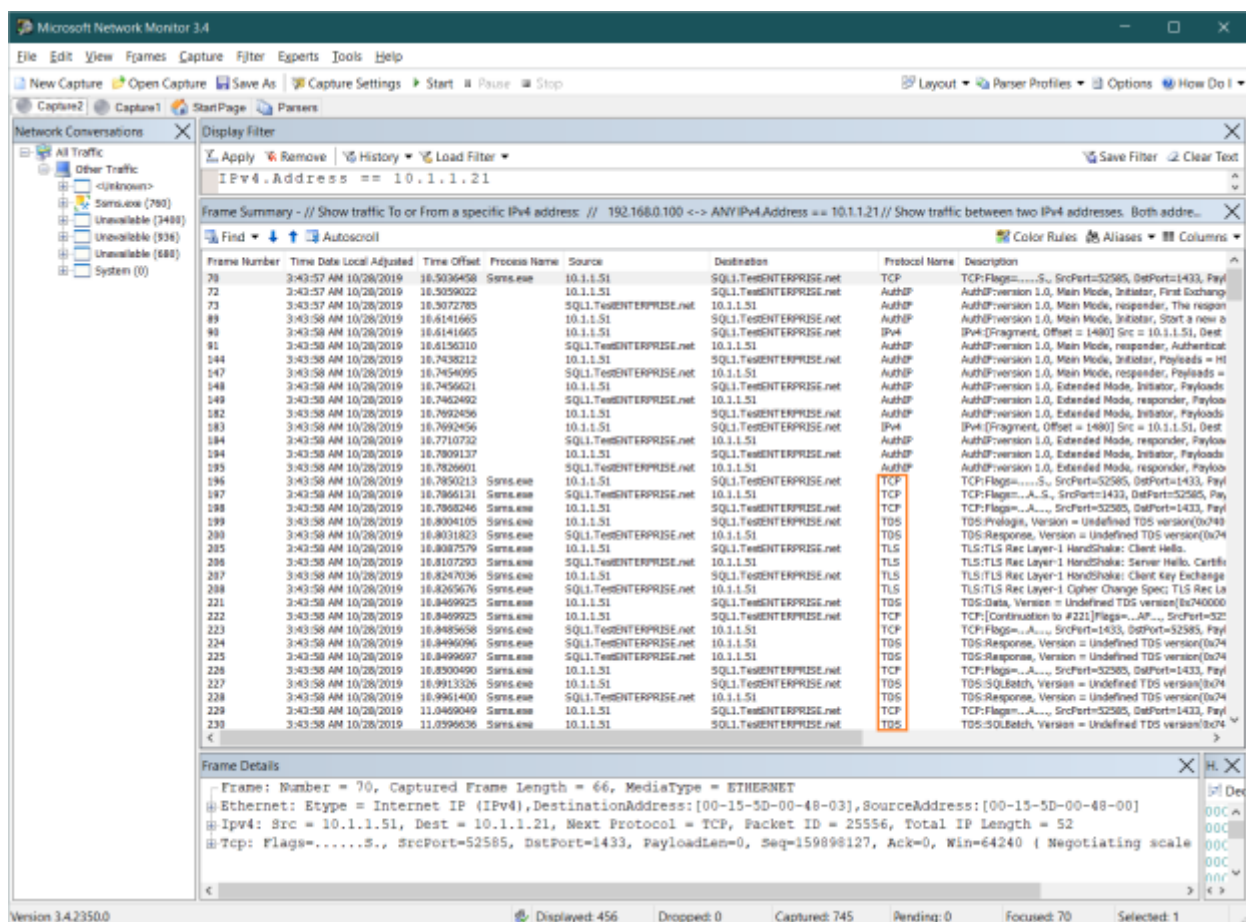 Microsoft Network Monitor 3.4
File Edit View Frames Capture Filter Experts Tools Help
New Capture Open Capture Save As Capture Settings Start Pause Stop Layout Parser Profiles Options How Do I
Capture2 Capture1 Start Page Parsers
Network Conversations
All Traffic
Other Traffic
<Unknown>
Ssms.exe (760)
Unavailable (3480)
Unavailable (936)
Unavailable (680)
System (0)
Display Filter
Apply Remove History Load Filter Save Filter Clear Text
IPv4.Address == 10.1.1.21
Frame Summary - // Show traffic To or From a specific IPv4 address: // 192.168.0.100 <-> ANYIPv4.Address == 10.1.1.21// Show traffic between two IPv4 addresses. Both addre...
Find Autoscroll Color Rules Aliases Columns
Frame Number Time Date Local Adjusted Time Offset Process Name Source Destination Protocol Name Description
70 3:43:57 AM 10/28/2019 10.5036458 Ssms.exe 10.1.1.51 SQL1.TestENTERPRISE.net TCP TCP:Flags=......S., SrcPort=52585, DstPort=1433, Payl
72 3:43:57 AM 10/28/2019 10.5059022 10.1.1.51 SQL1.TestENTERPRISE.net AuthIP AuthIP:version 1.0, Main Mode, Initiator, First Exchang
73 3:43:57 AM 10/28/2019 10.5072785 SQL1.TestENTERPRISE.net 10.1.1.51 AuthIP AuthIP:version 1.0, Main Mode, responder, The respon
89 3:43:58 AM 10/28/2019 10.6141665 10.1.1.51 SQL1.TestENTERPRISE.net AuthIP AuthIP:version 1.0, Main Mode, Initiator, Start a new a
90 3:43:58 AM 10/28/2019 10.6141665 10.1.1.51 SQL1.TestENTERPRISE.net IPv4 IPv4:[Fragment, Offset = 1480] Src = 10.1.1.51, Dest
91 3:43:58 AM 10/28/2019 10.6156310 SQL1.TestENTERPRISE.net 10.1.1.51 AuthIP AuthIP:version 1.0, Main Mode, responder, Authenticat
144 3:43:58 AM 10/28/2019 10.7438212 10.1.1.51 SQL1.TestENTERPRISE.net AuthIP AuthIP:version 1.0, Main Mode, Initiator, Payloads = H
147 3:43:58 AM 10/28/2019 10.7454095 SQL1.TestENTERPRISE.net 10.1.1.51 AuthIP AuthIP:version 1.0, Main Mode, responder, Payloads =
148 3:43:58 AM 10/28/2019 10.7456621 10.1.1.51 SQL1.TestENTERPRISE.net AuthIP AuthIP:version 1.0, Extended Mode, Initiator, Payloads
149 3:43:58 AM 10/28/2019 10.7462492 SQL1.TestENTERPRISE.net 10.1.1.51 AuthIP AuthIP:version 1.0, Extended Mode, responder, Payloa
182 3:43:58 AM 10/28/2019 10.7692456 10.1.1.51 SQL1.TestENTERPRISE.net AuthIP AuthIP:version 1.0, Extended Mode, Initiator, Payloads
183 3:43:58 AM 10/28/2019 10.7692456 10.1.1.51 SQL1.TestENTERPRISE.net IPv4 IPv4:[Fragment, Offset = 1480] Src = 10.1.1.51, Dest
184 3:43:58 AM 10/28/2019 10.7710732 SQL1.TestENTERPRISE.net 10.1.1.51 AuthIP AuthIP:version 1.0, Extended Mode, responder, Payloa
194 3:43:58 AM 10/28/2019 10.7809137 10.1.1.51 SQL1.TestENTERPRISE.net AuthIP AuthIP:version 1.0, Extended Mode, Initiator, Payloads
195 3:43:58 AM 10/28/2019 10.7826601 SQL1.TestENTERPRISE.net 10.1.1.51 AuthIP AuthIP:version 1.0, Extended Mode, responder, Payloa
196 3:43:58 AM 10/28/2019 10.7850213 Ssms.exe 10.1.1.51 SQL1.TestENTERPRISE.net TCP TCP:Flags=......S., SrcPort=52585, DstPort=1433, Payl
197 3:43:58 AM 10/28/2019 10.7866131 Ssms.exe SQL1.TestENTERPRISE.net 10.1.1.51 TCP TCP:Flags=...A..S., SrcPort=1433, DstPort=52585, Pay
198 3:43:58 AM 10/28/2019 10.7868246 Ssms.exe 10.1.1.51 SQL1.TestENTERPRISE.net TCP TCP:Flags=...A...., SrcPort=52585, DstPort=1433, Payl
199 3:43:58 AM 10/28/2019 10.8004105 Ssms.exe 10.1.1.51 SQL1.TestENTERPRISE.net TDS TDS:Prelogin, Version = Undefined TDS version(0x740
200 3:43:58 AM 10/28/2019 10.8031823 Ssms.exe SQL1.TestENTERPRISE.net 10.1.1.51 TDS TDS:Response, Version = Undefined TDS version(0x74
205 3:43:58 AM 10/28/2019 10.8087579 Ssms.exe 10.1.1.51 SQL1.TestENTERPRISE.net TLS TLS:TLS Rec Layer-1 HandShake: Client Hello.
206 3:43:58 AM 10/28/2019 10.8107293 Ssms.exe SQL1.TestENTERPRISE.net 10.1.1.51 TLS TLS:TLS Rec Layer-1 HandShake: Server Hello. Certifi
207 3:43:58 AM 10/28/2019 10.8247036 Ssms.exe 10.1.1.51 SQL1.TestENTERPRISE.net TLS TLS:TLS Rec Layer-1 HandShake: Client Key Exchange
208 3:43:58 AM 10/28/2019 10.8265676 Ssms.exe SQL1.TestENTERPRISE.net 10.1.1.51 TLS TLS:TLS Rec Layer-1 Cipher Change Spec; TLS Rec La
221 3:43:58 AM 10/28/2019 10.8469925 Ssms.exe 10.1.1.51 SQL1.TestENTERPRISE.net TDS TDS:Data, Version = Undefined TDS version(0x740000
222 3:43:58 AM 10/28/2019 10.8469925 Ssms.exe 10.1.1.51 SQL1.TestENTERPRISE.net TCP TCP:[Continuation to #221]Flags=...AP..., SrcPort=525
223 3:43:58 AM 10/28/2019 10.8485658 Ssms.exe SQL1.TestENTERPRISE.net 10.1.1.51 TCP TCP:Flags=...A...., SrcPort=1433, DstPort=52585, Payl
224 3:43:58 AM 10/28/2019 10.8496096 Ssms.exe SQL1.TestENTERPRISE.net 10.1.1.51 TDS TDS:Response, Version = Undefined TDS version(0x74
225 3:43:58 AM 10/28/2019 10.8499697 Ssms.exe SQL1.TestENTERPRISE.net 10.1.1.51 TDS TDS:Response, Version = Undefined TDS version(0x74
226 3:43:58 AM 10/28/2019 10.8500490 Ssms.exe 10.1.1.51 SQL1.TestENTERPRISE.net TCP TCP:Flags=...A...., SrcPort=52585, DstPort=1433, Payl
227 3:43:58 AM 10/28/2019 10.9913326 Ssms.exe 10.1.1.51 SQL1.TestENTERPRISE.net TDS TDS:SQLBatch, Version = Undefined TDS version(0x74
228 3:43:58 AM 10/28/2019 10.9961400 Ssms.exe SQL1.TestENTERPRISE.net 10.1.1.51 TDS TDS:Response, Version = Undefined TDS version(0x74
229 3:43:58 AM 10/28/2019 11.0469049 Ssms.exe 10.1.1.51 SQL1.TestENTERPRISE.net TCP TCP:Flags=...A...., SrcPort=52585, DstPort=1433, Payl
230 3:43:58 AM 10/28/2019 11.0596636 Ssms.exe 10.1.1.51 SQL1.TestENTERPRISE.net TDS TDS:SQLBatch, Version = Undefined TDS version(0x74
Frame Details H.
Frame: Number = 70, Captured Frame Length = 66, MediaType = ETHERNET
Ethernet: Etype = Internet IP (IPv4),DestinationAddress:[00-15-5D-00-48-03],SourceAddress:[00-15-5D-00-48-00]
Ipv4: Src = 10.1.1.51, Dest = 10.1.1.21, Next Protocol = TCP, Packet ID = 25556, Total IP Length = 52
Tcp: Flags=......S., SrcPort=52585, DstPort=1433, PayloadLen=0, Seq=159898127, Ack=0, Win=64240 ( Negotiating scale
Dec
000
000
000
000
Version 3.4.2350.0 Displayed: 456 Dropped: 0 Captured: 745 Pending: 0 Focused: 70 Selected: 1